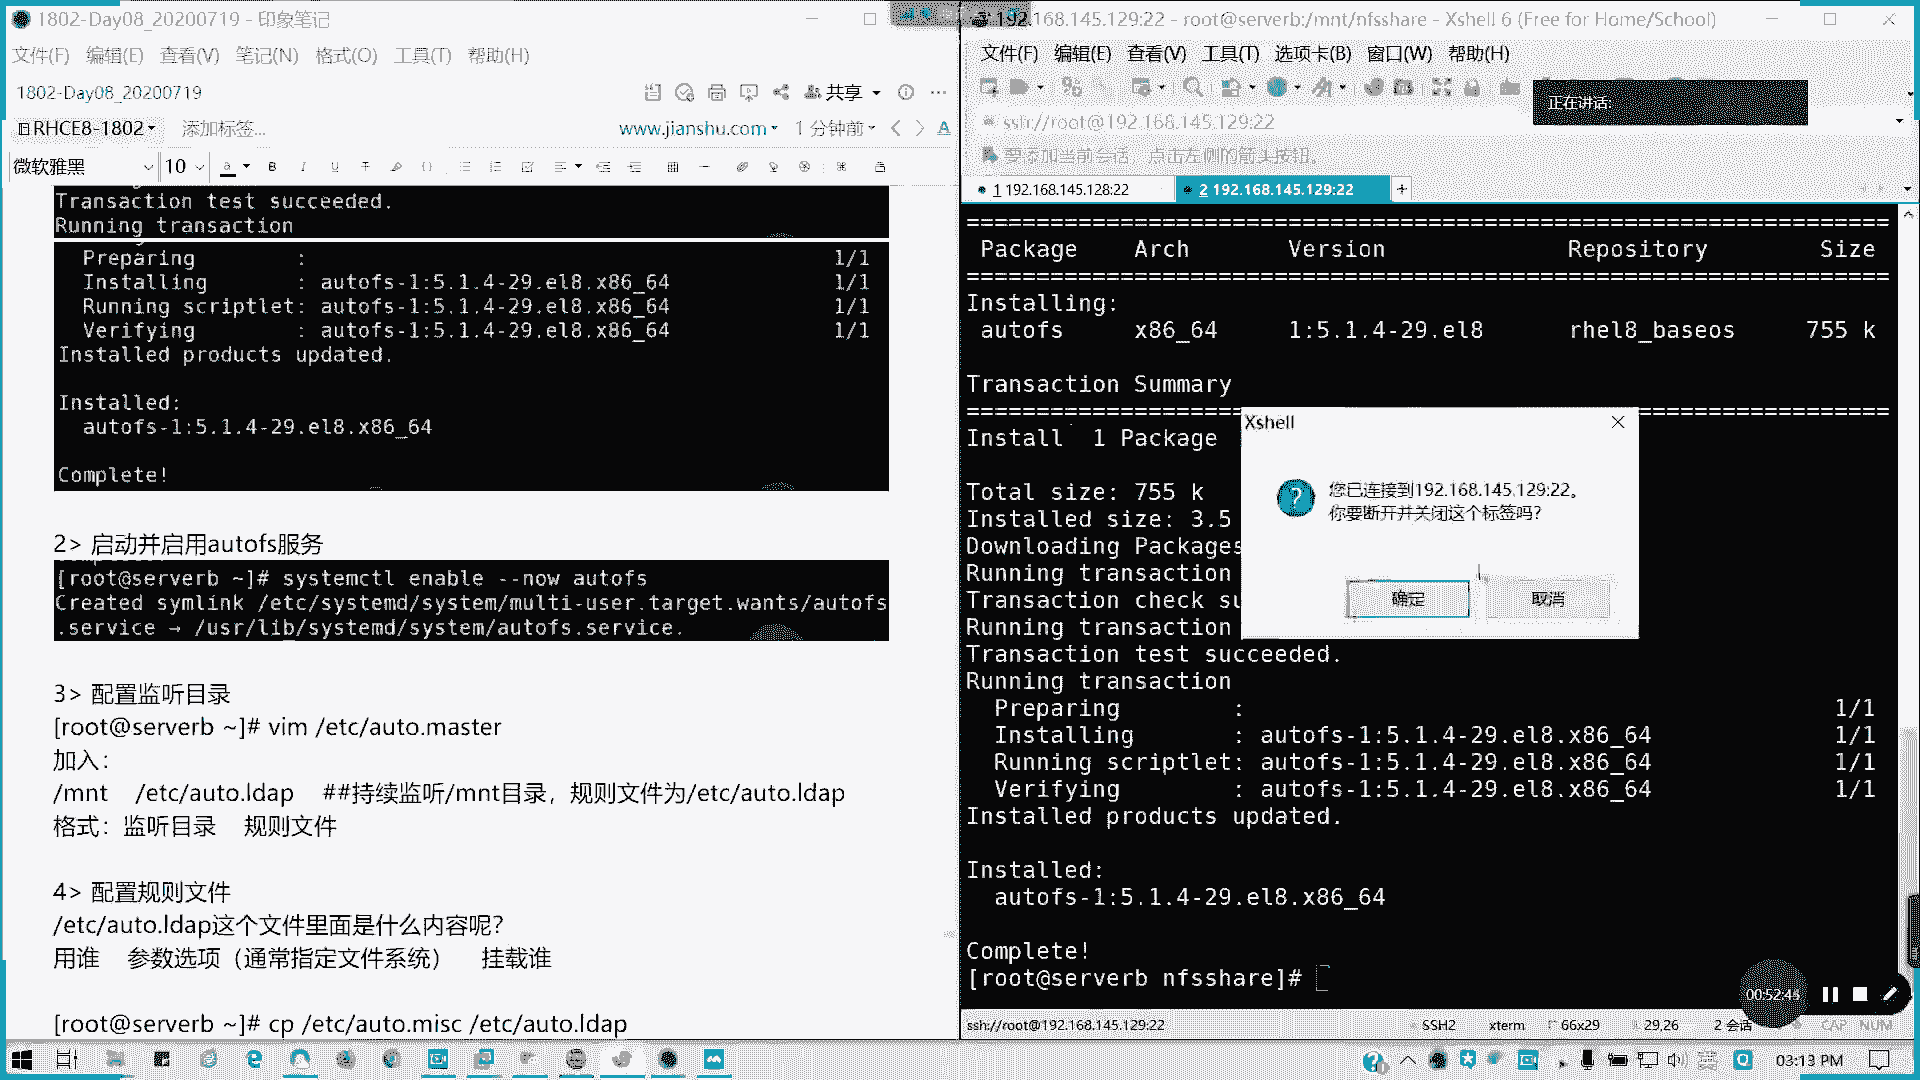 1802-Day08_20200719 - 印象笔记
文件(F) 编辑(E) 查看(V) 笔记(N) 格式(O) 工具(T) 帮助(H)
1802-Day08_20200719
共享
RHCE8-1802
添加标签...
www.jianshu.com
1 分钟前
微软雅黑
10
Transaction test succeeded.
Running transaction
Preparing : 1/1
Installing : autofs-1:5.1.4-29.el8.x86_64 1/1
Running scriptlet: autofs-1:5.1.4-29.el8.x86_64 1/1
Verifying : autofs-1:5.1.4-29.el8.x86_64 1/1
Installed products updated.
Installed:
autofs-1:5.1.4-29.el8.x86_64
Complete!
2> 启动并启用autofs服务
[root@serverb ~]# systemctl enable --now autofs
Created symlink /etc/systemd/system/multi-user.target.wants/autofs
.service → /usr/lib/systemd/system/autofs.service.
3> 配置监听目录
[root@serverb ~]# vim /etc/auto.master
加入：
/mnt /etc/auto.ldap ##持续监听/mnt目录，规则文件为/etc/auto.ldap
格式：监听目录 规则文件
4> 配置规则文件
/etc/auto.ldap这个文件里面是什么内容呢?
用谁 参数选项（通常指定文件系统） 挂载谁
[root@serverb ~]# cp /etc/auto.misc /etc/auto.ldap
192.168.145.129:22 - root@serverb:/mnt/nfsshare - Xshell 6 (Free for Home/School)
文件(F) 编辑(E) 查看(V) 工具(T) 选项卡(B) 窗口(W) 帮助(H)
正在讲话:
ssh://root@192.168.145.129:22
要添加当前会话，点击左侧的箭头按钮。
1 192.168.145.128:22
2 192.168.145.129:22
+
Package Arch Version Repository Size
Installing:
autofs x86_64 1:5.1.4-29.el8 rhel8_baseos 755 k
Transaction Summary
Install 1 Package
Total size: 755 k
Installed size: 3.5
Downloading Packages
Running transaction
Transaction check su
Running transaction
Transaction test succeeded.
Running transaction
Preparing : 1/1
Installing : autofs-1:5.1.4-29.el8.x86_64 1/1
Running scriptlet: autofs-1:5.1.4-29.el8.x86_64 1/1
Verifying : autofs-1:5.1.4-29.el8.x86_64 1/1
Installed products updated.
Installed:
autofs-1:5.1.4-29.el8.x86_64
Complete!
[root@serverb nfsshare]#
Xshell
您已连接到192.168.145.129:22。
你要断开并关闭这个标签吗?
确定
取消
00:52:44
ssh://root@192.168.145.129:22
SSH2 xterm 66x29 29,26 2 会话 CAP NUM
03:13 PM